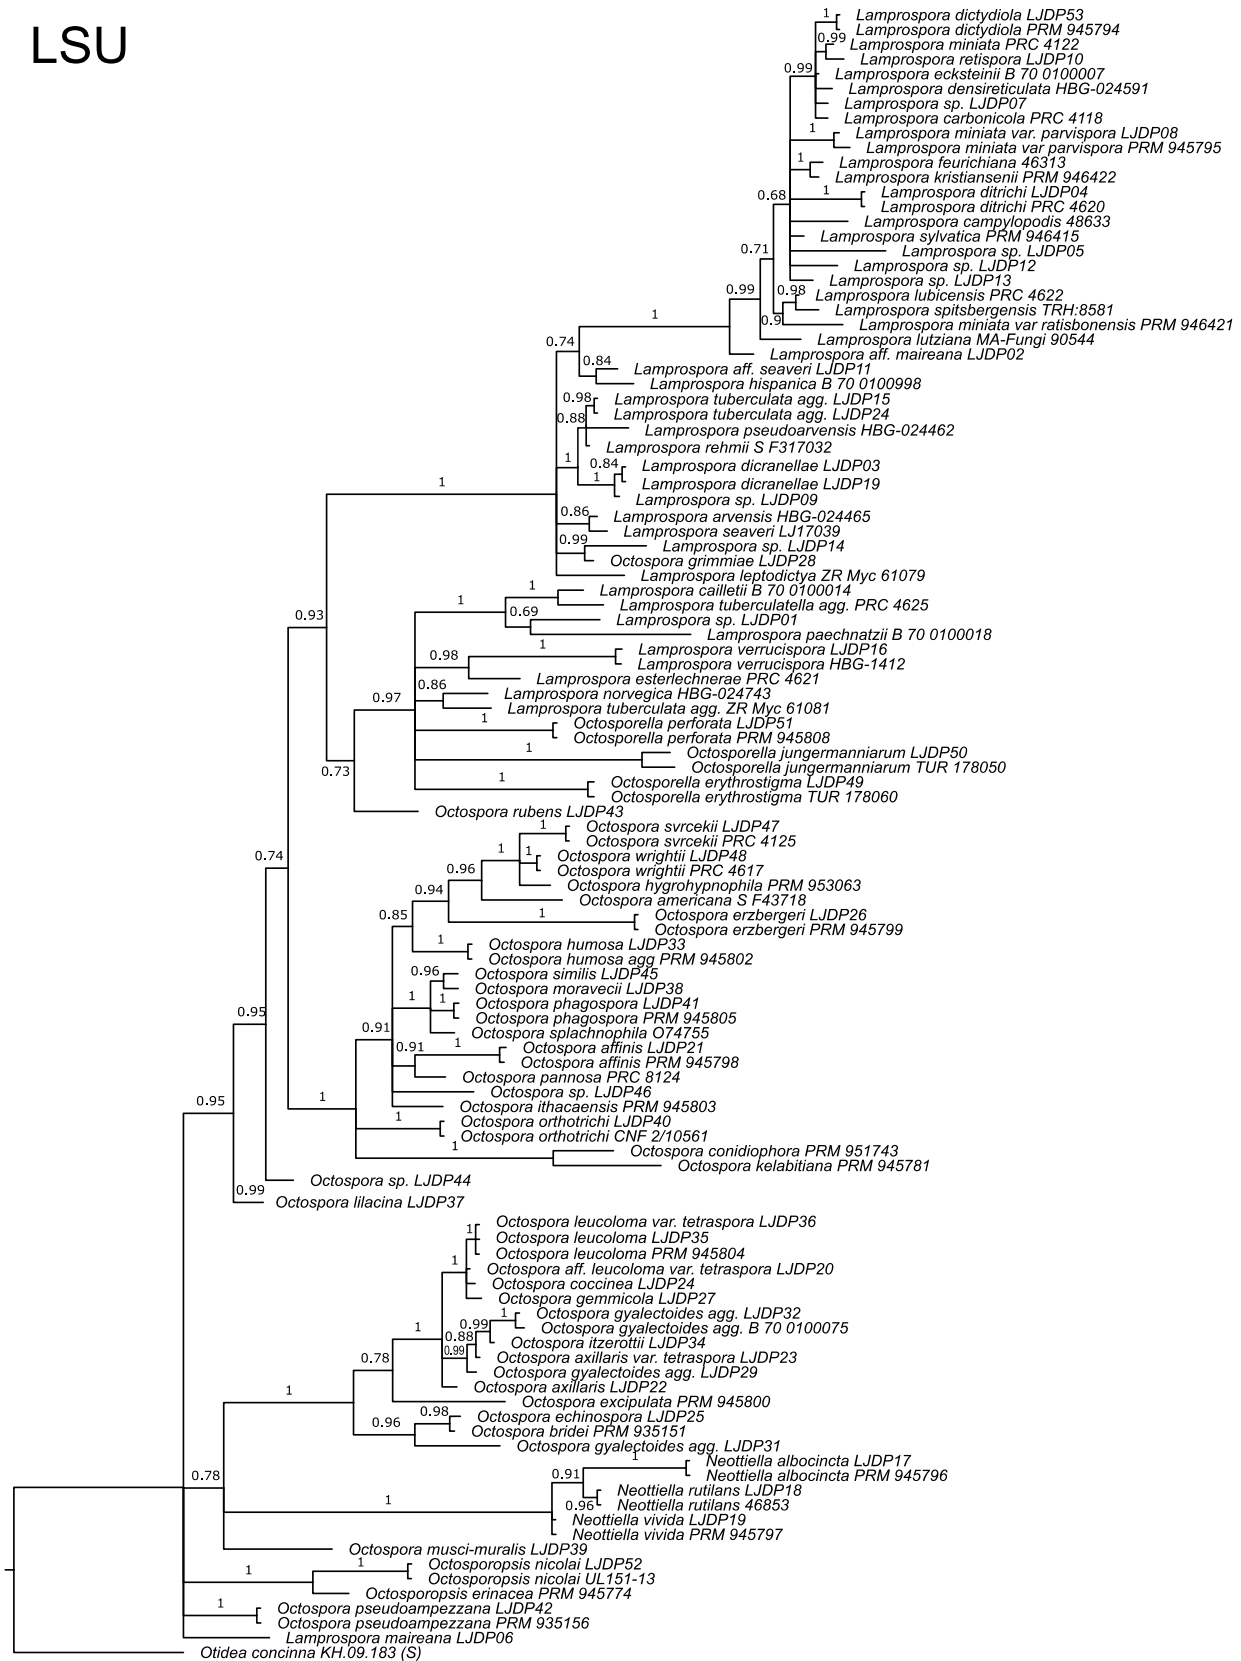 LSU
1
Lamprospora dictydiola LJDP53
Lamprospora dictydiola PRM 945794
0.99
Lamprospora miniata PRC 4122
Lamprospora retispora LJDP10
0.99
Lamprospora ecksteinii B 70 0100007
Lamprospora densireticulata HBG-024591
Lamprospora sp. LJDP07
Lamprospora carbonicola PRC 4118
1
Lamprospora miniata var. parvispora LJDP08
Lamprospora miniata var parvispora PRM 945795
1
Lamprospora feurichiana 46313
Lamprospora kristiansenii PRM 946422
0.68
1
Lamprospora ditrichi LJDP04
Lamprospora ditrichi PRC 4620
Lamprospora campylopodis 48633
Lamprospora sylvatica PRM 946415
0.71
Lamprospora sp. LJDP05
Lamprospora sp. LJDP12
Lamprospora sp. LJDP13
0.99
0.98
Lamprospora lubicensis PRC 4622
Lamprospora spitsbergensis TRH:8581
0.9
Lamprospora miniata var ratisbonensis PRM 946421
1
Lamprospora lutziana MA-Fungi 90544
0.74
Lamprospora aff. maireana LJDP02
0.84
Lamprospora aff. seaveri LJDP11
Lamprospora hispanica B 70 0100998
0.98
Lamprospora tuberculata agg. LJDP15
Lamprospora tuberculata agg. LJDP24
0.88
Lamprospora pseudoarvensis HBG-024462
Lamprospora rehmii S F317032
1
0.84
Lamprospora dicranellae LJDP03
1
1
Lamprospora dicranellae LJDP19
Lamprospora sp. LJDP09
0.86
Lamprospora arvensis HBG-024465
Lamprospora seaveri LJ17039
0.99
Lamprospora sp. LJDP14
Octospora grimmiae LJDP28
Lamprospora leptodictya ZR Myc 61079
1
Lamprospora cailletii B 70 0100014
1
Lamprospora tuberculatella agg. PRC 4625
0.93
0.69
Lamprospora sp. LJDP01
Lamprospora paechnatzii B 70 0100018
1
Lamprospora verrucispora LJDP16
0.98
Lamprospora verrucispora HBG-1412
Lamprospora esterlechnerae PRC 4621
0.97
0.86
Lamprospora norvegica HBG-024743
Lamprospora tuberculata agg. ZR Myc 61081
1
Octosporella perforata LJDP51
Octosporella perforata PRM 945808
1
Octosporella jungermanniarum LJDP50
Octosporella jungermanniarum TUR 178050
0.73
1
Octosporella erythrostigma LJDP49
Octosporella erythrostigma TUR 178060
Octospora rubens LJDP43
1
Octospora svrcekii LJDP47
Octospora svrcekii PRC 4125
0.74
1
1
Octospora wrightii LJDP48
0.96
Octospora wrightii PRC 4617
Octospora hygrohypnophila PRM 953063
0.94
Octospora americana S F43718
0.85
1
Octospora erzbergeri LJDP26
Octospora erzbergeri PRM 945799
1
Octospora humosa LJDP33
Octospora humosa agg PRM 945802
0.96
Octospora similis LJDP45
Octospora moravecii LJDP38
1
1
Octospora phagospora LJDP41
0.95
Octospora phagospora PRM 945805
0.91
Octospora splachnophila O74755
0.91
1
Octospora affinis LJDP21
Octospora affinis PRM 945798
Octospora pannosa PRC 8124
Octospora sp. LJDP46
0.95
1
Octospora ithacaensis PRM 945803
1
Octospora orthotrichi LJDP40
Octospora orthotrichi CNF 2/10561
1
Octospora conidiophora PRM 951743
Octospora kelabitiana PRM 945781
Octospora sp. LJDP44
0.99
Octospora lilacina LJDP37
1
Octospora leucoloma var. tetraspora LJDP36
Octospora leucoloma LJDP35
Octospora leucoloma PRM 945804
1
Octospora aff. leucoloma var. tetraspora LJDP20
Octospora coccinea LJDP24
Octospora gemmicola LJDP27
1
Octospora gyalectoides agg. LJDP32
1
0.99
Octospora gyalectoides agg. B 70 0100075
0.88
Octospora itzerottii LJDP34
0.78
0.99
Octospora axillaris var. tetraspora LJDP23
Octospora gyalectoides agg. LJDP29
1
Octospora axillaris LJDP22
Octospora excipulata PRM 945800
0.98
Octospora echinospora LJDP25
0.96
Octospora bridei PRM 935151
Octospora gyalectoides agg. LJDP31
1
Neottiella albocincta LJDP17
0.78
0.91
Neottiella albocincta PRM 945796
Neottiella rutilans LJDP18
1
0.96
Neottiella rutilans 46853
Neottiella vivida LJDP19
Neottiella vivida PRM 945797
Octospora musci-muralis LJDP39
1
1
Octosporopsis nicolai LJDP52
Octosporopsis nicolai UL151-13
Octosporopsis erinacea PRM 945774
1
Octospora pseudoampezzana LJDP42
Octospora pseudoampezzana PRM 935156
Lamprospora maireana LJDP06
Otidea concinna KH.09.183 (S)